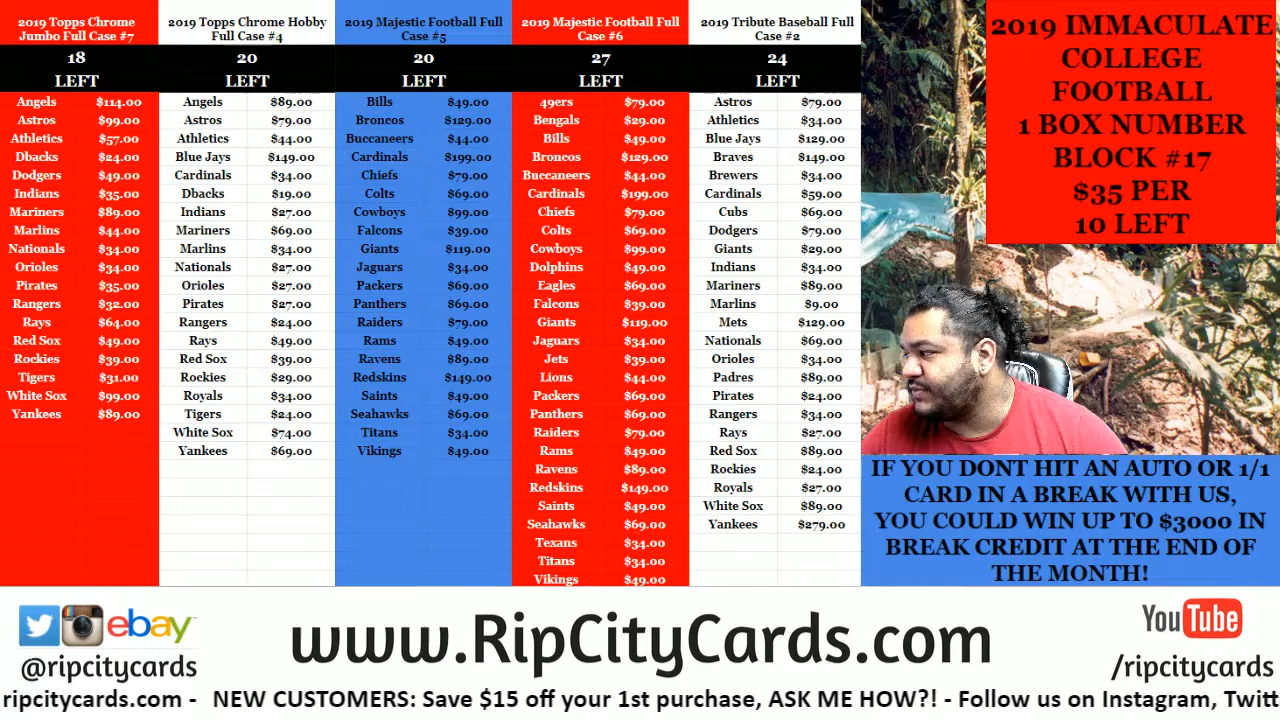 2019 Topps Chrome
Jumbo Full Case #7
18
LEFT
Angels $114.00
Astros $99.00
Athletics $57.00
Dbacks $24.00
Dodgers $49.00
Indians $35.00
Mariners $89.00
Marlins $44.00
Nationals $34.00
Orioles $34.00
Pirates $35.00
Rangers $32.00
Rays $64.00
Red Sox $49.00
Rockies $39.00
Tigers $31.00
White Sox $99.00
Yankees $89.00
2019 Topps Chrome Hobby
Full Case #4
20
LEFT
Angels $89.00
Astros $79.00
Athletics $44.00
Blue Jays $149.00
Cardinals $34.00
Dbacks $19.00
Indians $27.00
Mariners $69.00
Marlins $34.00
Nationals $27.00
Orioles $27.00
Pirates $27.00
Rangers $24.00
Rays $49.00
Red Sox $39.00
Rockies $29.00
Royals $34.00
Tigers $24.00
White Sox $74.00
Yankees $69.00
2019 Majestic Football Full
Case #5
20
LEFT
Bills $49.00
Broncos $129.00
Buccaneers $44.00
Cardinals $199.00
Chiefs $79.00
Colts $69.00
Cowboys $99.00
Falcons $39.00
Giants $119.00
Jaguars $34.00
Packers $69.00
Panthers $69.00
Raiders $79.00
Rams $49.00
Ravens $89.00
Redskins $149.00
Saints $49.00
Seahawks $69.00
Titans $34.00
Vikings $49.00
2019 Majestic Football Full
Case #6
27
LEFT
49ers $79.00
Bengals $29.00
Bills $49.00
Broncos $129.00
Buccaneers $44.00
Cardinals $199.00
Chiefs $79.00
Colts $69.00
Cowboys $99.00
Dolphins $49.00
Eagles $69.00
Falcons $39.00
Giants $119.00
Jaguars $34.00
Jets $39.00
Lions $44.00
Packers $69.00
Panthers $69.00
Raiders $79.00
Rams $49.00
Ravens $89.00
Redskins $149.00
Saints $49.00
Seahawks $69.00
Texans $34.00
Titans $34.00
Vikings $49.00
2019 Tribute Baseball Full
Case #2
24
LEFT
Astros $79.00
Athletics $34.00
Blue Jays $129.00
Braves $149.00
Brewers $34.00
Cardinals $59.00
Cubs $69.00
Dodgers $79.00
Giants $29.00
Indians $34.00
Mariners $89.00
Marlins $9.00
Mets $129.00
Nationals $69.00
Orioles $34.00
Padres $89.00
Pirates $24.00
Rangers $34.00
Rays $27.00
Red Sox $89.00
Rockies $24.00
Royals $27.00
White Sox $89.00
Yankees $279.00
2019 IMMACULATE
COLLEGE
FOOTBALL
1 BOX NUMBER
BLOCK #17
$35 PER
10 LEFT
IF YOU DONT HIT AN AUTO OR 1/1
CARD IN A BREAK WITH US,
YOU COULD WIN UP TO $3000 IN
BREAK CREDIT AT THE END OF
THE MONTH!
ebay
@ripcitycards
www.RipCityCards.com
YouTube
/ripcitycards
ripcitycards.com - NEW CUSTOMERS: Save $15 off your 1st purchase, ASK ME HOW?! - Follow us on Instagram, Twitt